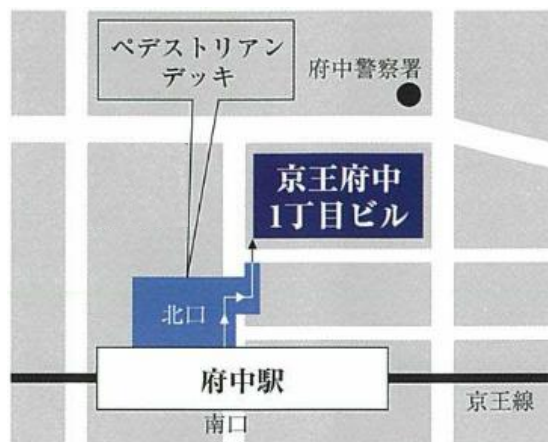 ペデストリアン
デッキ
府中警察署
京王府中
1丁目ビル
北口
府中駅
南口
京王線